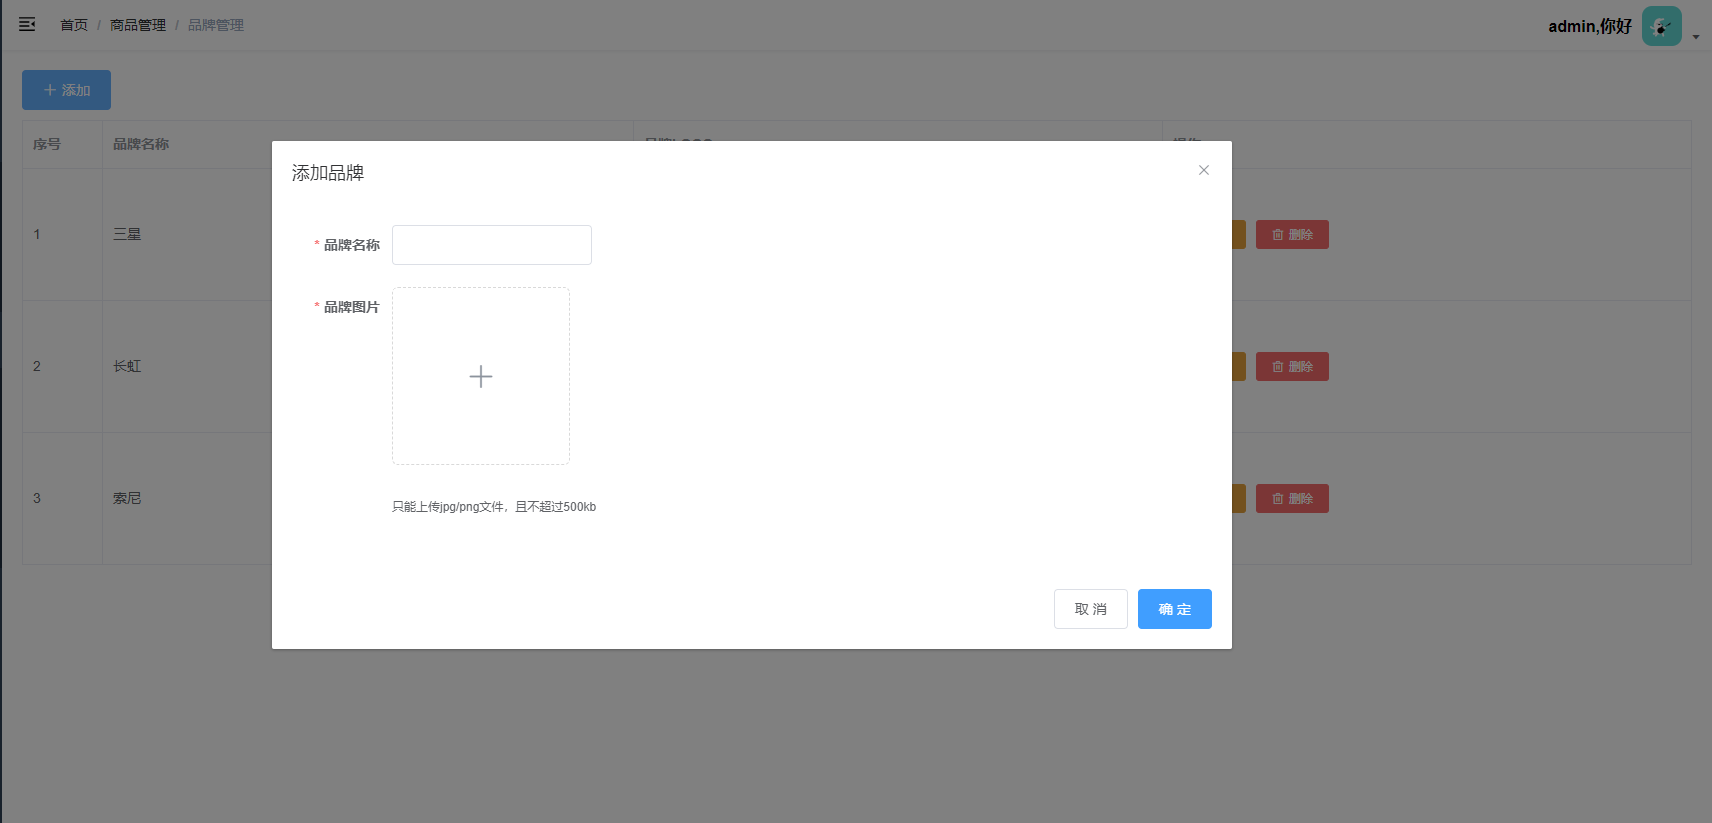 首页 / 商品管理 / 品牌管理
admin,你好
添加
序号 品牌名称
添加品牌
* 品牌名称
* 品牌图片
只能上传jpg/png文件，且不超过500kb
取 消 确 定
1 三星 删除
2 长虹 删除
3 索尼 删除